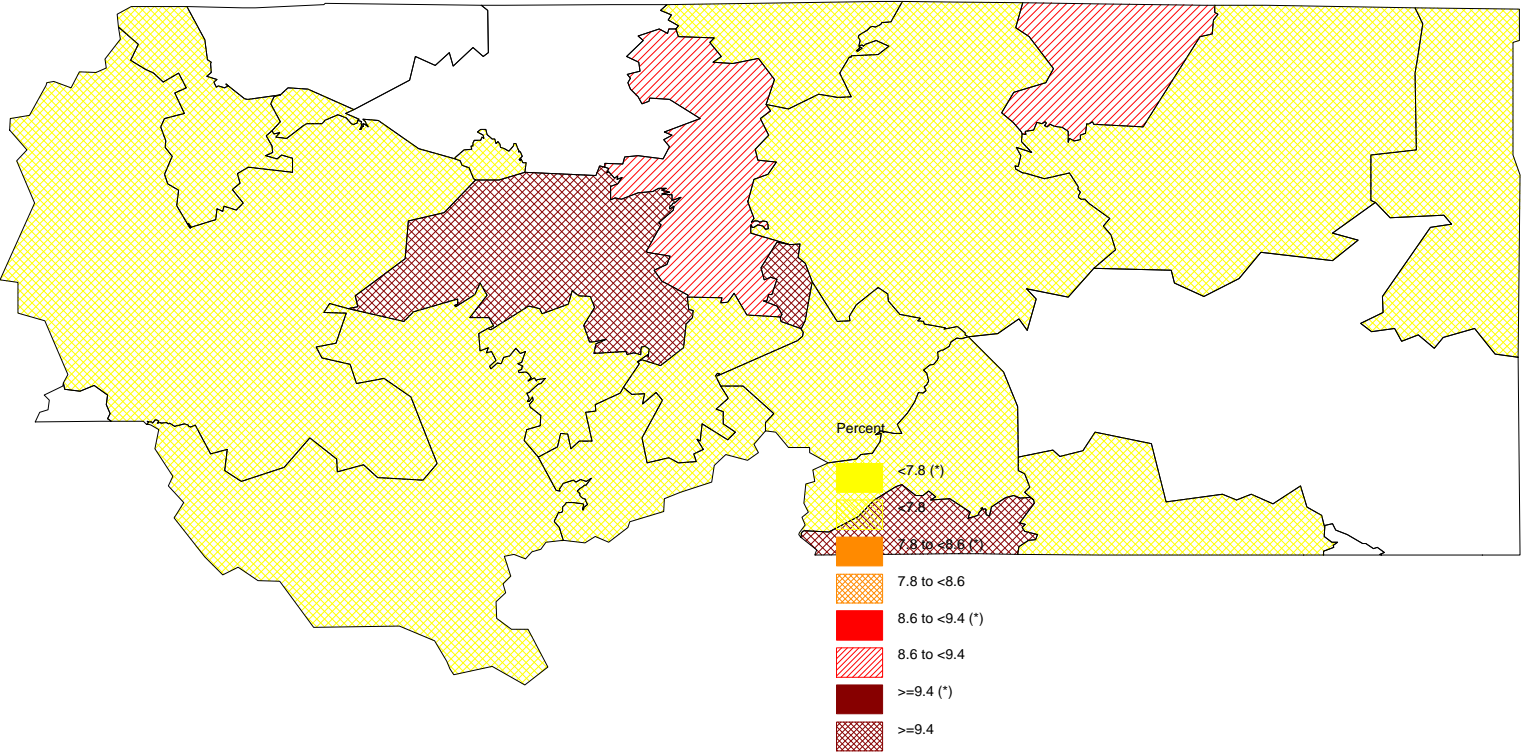 Percent
<7.8 (*)
<7.8
7.8 to <8.6 (*)
7.8 to <8.6
8.6 to <9.4 (*)
8.6 to <9.4
>=9.4 (*)
>=9.4